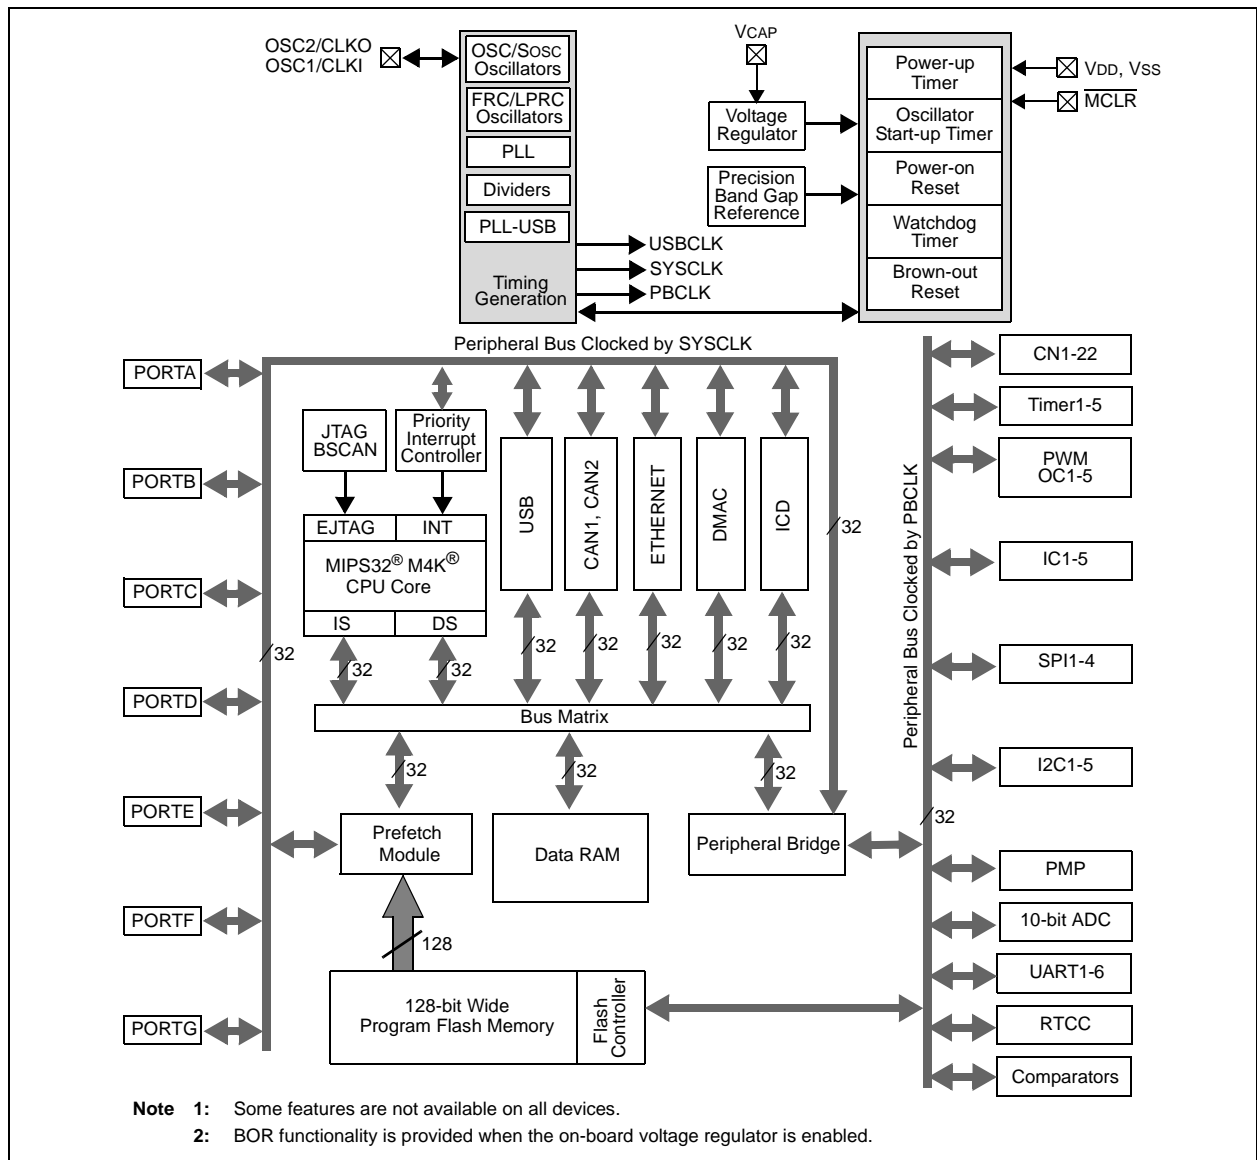 OSC2/CLKO
OSC1/CLKI
OSC/SOSC
Oscillators
FRC/LPRC
Oscillators
PLL
Dividers
PLL-USB
Timing
Generation
USBCLK
SYSCLK
PBCLK
VCAP
Voltage
Regulator
Precision
Band Gap
Reference
Power-up
Timer
Oscillator
Start-up Timer
Power-on
Reset
Watchdog
Timer
Brown-out
Reset
VDD, VSS
MCLR
Peripheral Bus Clocked by SYSCLK
PORTA
PORTB
PORTC
PORTD
PORTE
PORTF
PORTG
32
JTAG
BSCAN
Priority
Interrupt
Controller
EJTAG
INT
MIPS32® M4K®
CPU Core
IS
DS
32
32
USB
CAN1, CAN2
ETHERNET
DMAC
ICD
32
32
32
32
32
32
Bus Matrix
32
32
32
Prefetch
Module
Data RAM
Peripheral Bridge
128
128-bit Wide
Program Flash Memory
Flash
Controller
Peripheral Bus Clocked by PBCLK
32
CN1-22
Timer1-5
PWM
OC1-5
IC1-5
SPI1-4
I2C1-5
PMP
10-bit ADC
UART1-6
RTCC
Comparators
Note 1: Some features are not available on all devices.
2: BOR functionality is provided when the on-board voltage regulator is enabled.